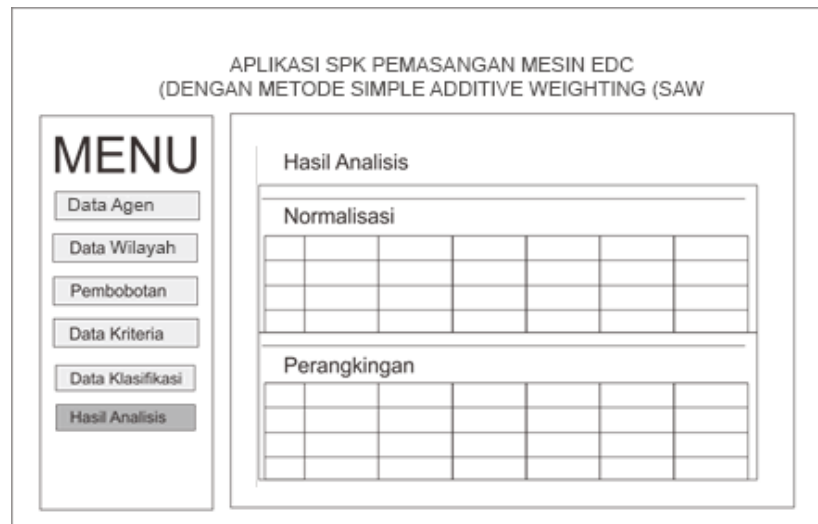 APLIKASI SPK PEMASANGAN MESIN EDC
(DENGAN METODE SIMPLE ADDITIVE WEIGHTING (SAW
MENU
Data Agen
Data Wilayah
Pembobotan
Data Kriteria
Data Klasifikasi
Hasil Analisis
Hasil Analisis
Normalisasi
Perangkingan